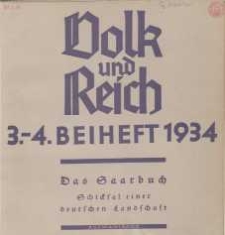 Volk
und
Reich
3.-4. BEIHEFT 1934
Das Saarbuch
Schicksal einer
deutschen Landschaft